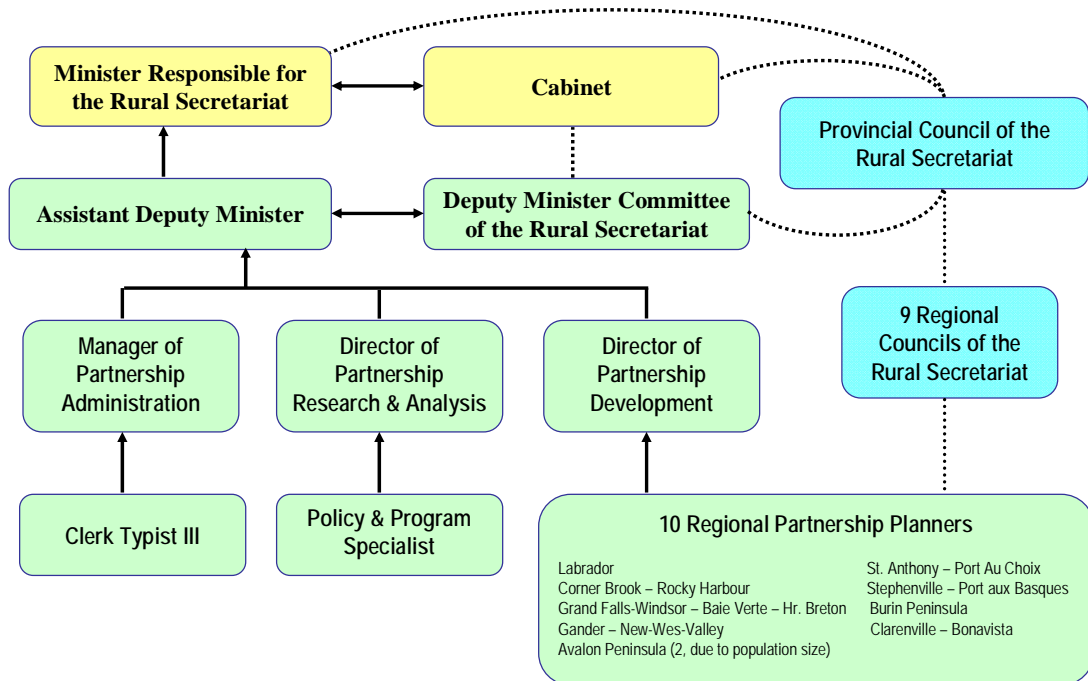 Minister Responsible for
the Rural Secretariat
Cabinet
Provincial Council of the
Rural Secretariat
Assistant Deputy Minister
Deputy Minister Committee
of the Rural Secretariat
9 Regional
Councils of the
Rural Secretariat
Manager of
Partnership
Administration
Director of
Partnership
Research & Analysis
Director of
Partnership
Development
Clerk Typist III
Policy & Program
Specialist
10 Regional Partnership Planners
Labrador
Corner Brook – Rocky Harbour
Grand Falls-Windsor – Baie Verte – Hr. Breton
Gander – New-Wes-Valley
Avalon Peninsula (2, due to population size)
St. Anthony – Port Au Choix
Stephenville – Port aux Basques
Burin Peninsula
Clarenville – Bonavista